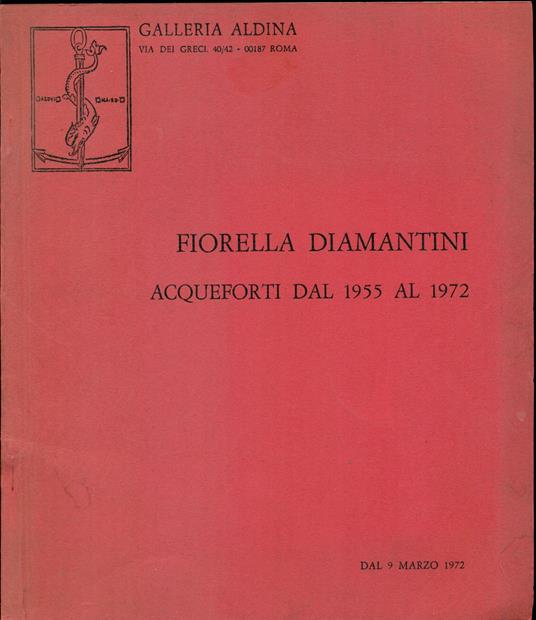 GALLERIA ALDINA
VIA DEI GRECI. 40/42 - 00187 ROMA
FIORELLA DIAMANTINI
ACQUEFORTI DAL 1955 AL 1972
DAL 9 MARZO 1972